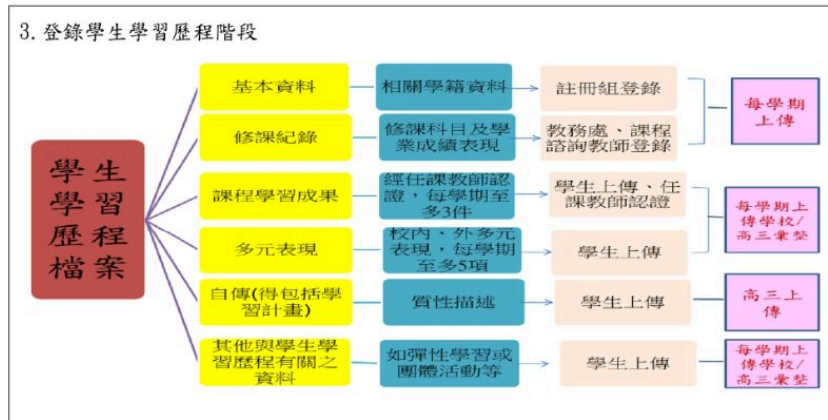 3. 登錄學生學習歷程階段
學生
學習
歷程
檔案
基本資料
相關學籍資料
註冊組登錄
修課紀錄
修課科目及學
業成績表現
教務處、課程
諮詢教師登錄
每學期
上傳
課程學習成果
經任課教師認
證，每學期至
多3件
學生上傳、任
課教師認證
多元表現
校內、外多元
表現，每學期
至多5項
學生上傳
每學期上
傳學校/
高三彙整
自傳(得包括學
習計畫)
質性描述
學生上傳
高三上
傳
其他與學生學
習歷程有關之
資料
如彈性學習或
團體活動等
學生上傳
每學期上
傳學校/
高三彙整